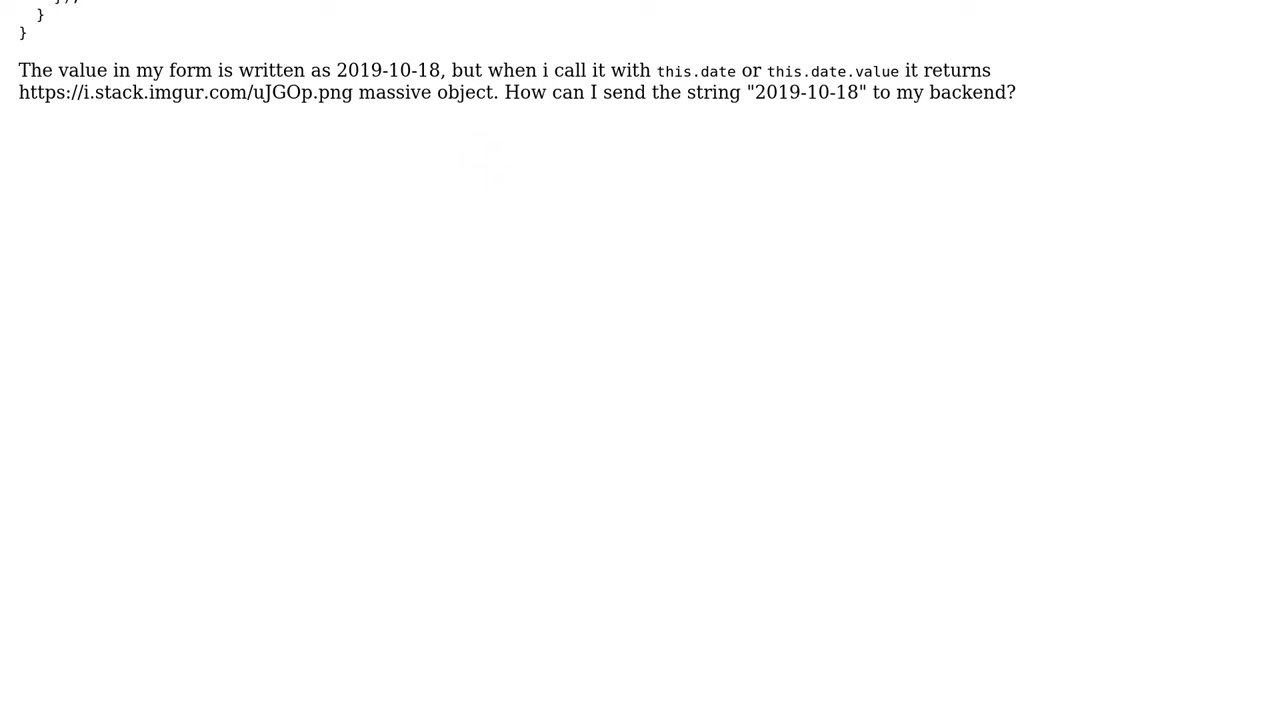 });
}
}
The value in my form is written as 2019-10-18, but when i call it with this.date or this.date.value it returns
https://i.stack.imgur.com/uJGOp.png massive object. How can I send the string "2019-10-18" to my backend?